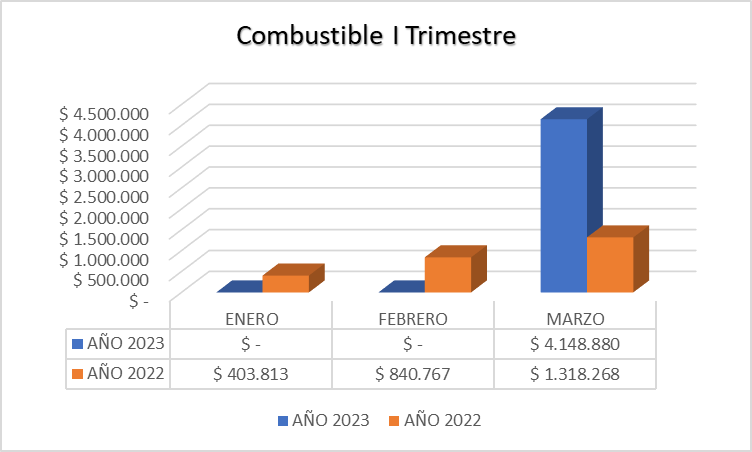 Combustible I Trimestre
$ 4.500.000
$ 4.000.000
$ 3.500.000
$ 3.000.000
$ 2.500.000
$ 2.000.000
$ 1.500.000
$ 1.000.000
$ 500.000
$ -
ENERO FEBRERO MARZO
AÑO 2023 $ - $ - $ 4.148.880
AÑO 2022 $ 403.813 $ 840.767 $ 1.318.268
AÑO 2023 AÑO 2022